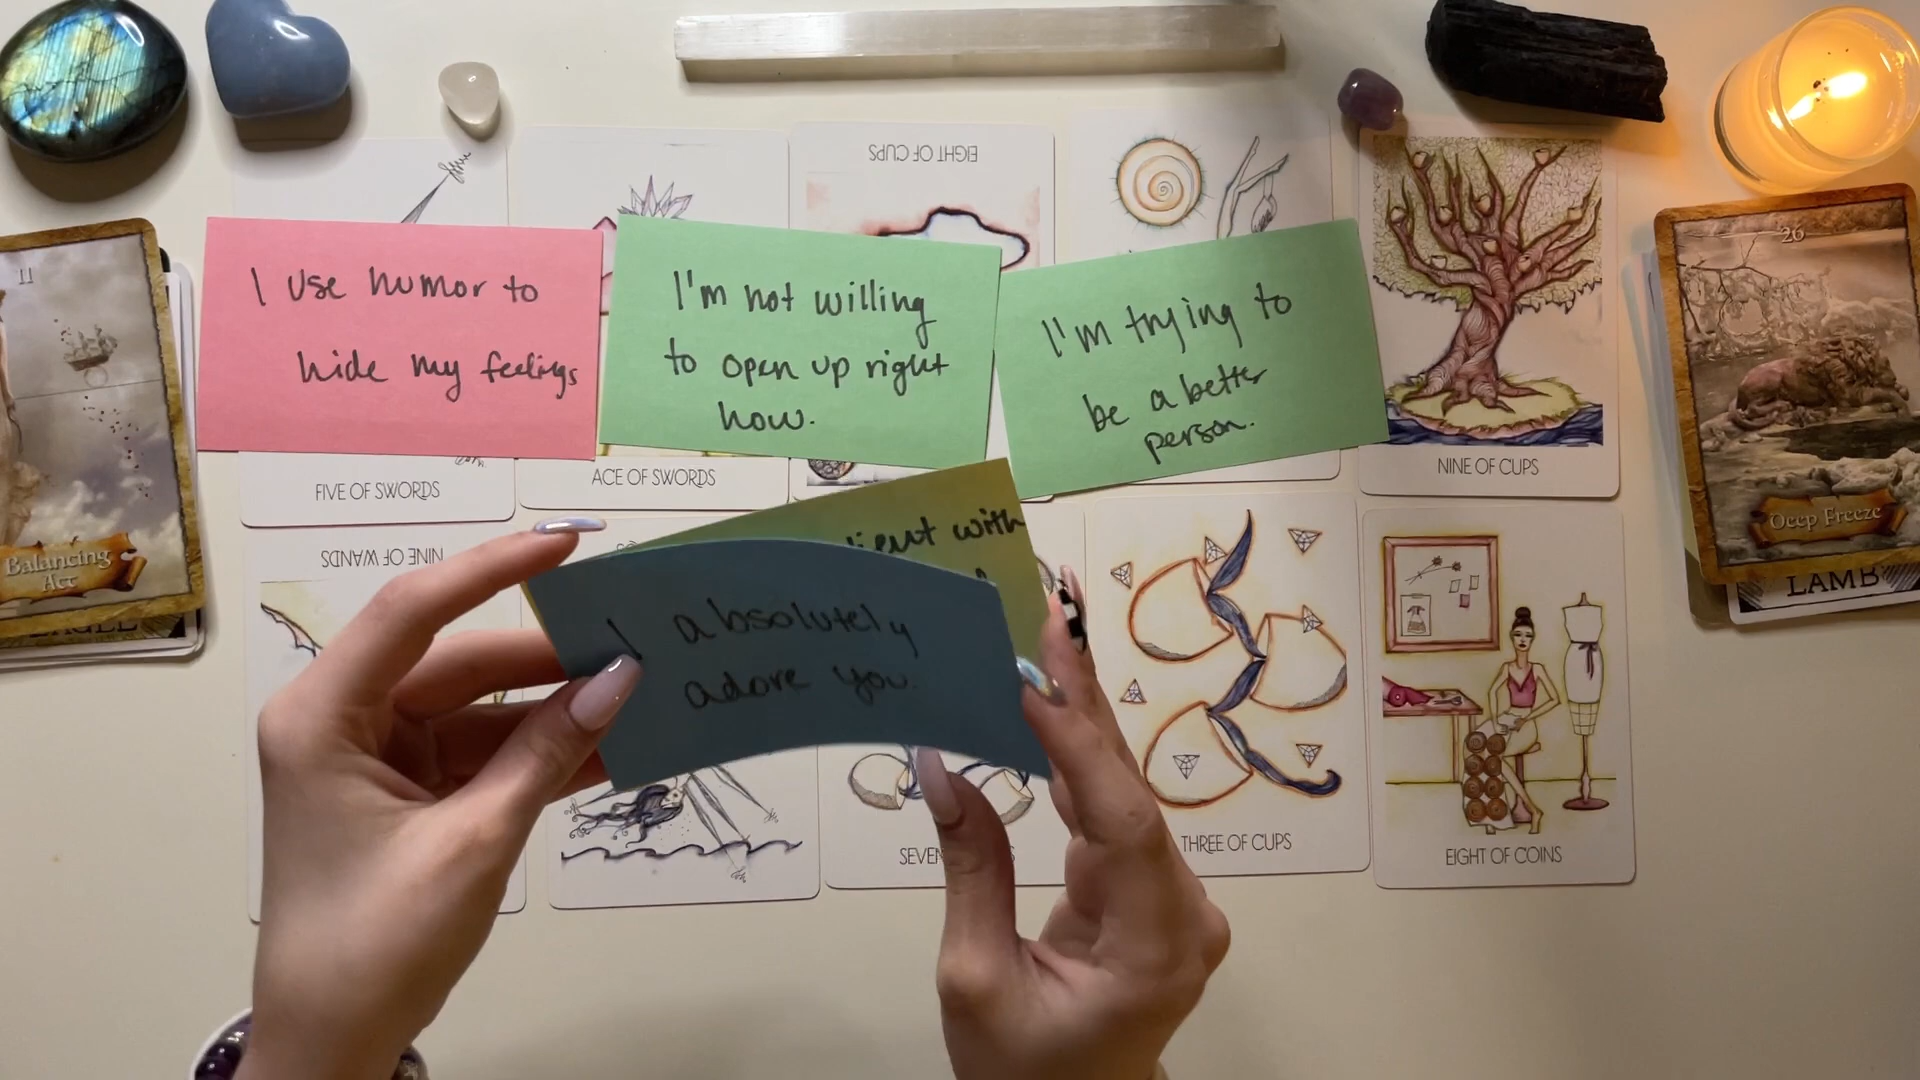 EIGHT OF CUPS
11
26
I use humor to
hide my feelings
I'm not willing
to open up right
now.
I'm trying to
be a better
person.
FIVE OF SWORDS
ACE OF SWORDS
NINE OF CUPS
Deep Freeze
LAMB
Balancing
Act
NINE OF WANDS
with
I absolutely
adore you.
SEVEN
THREE OF CUPS
EIGHT OF COINS